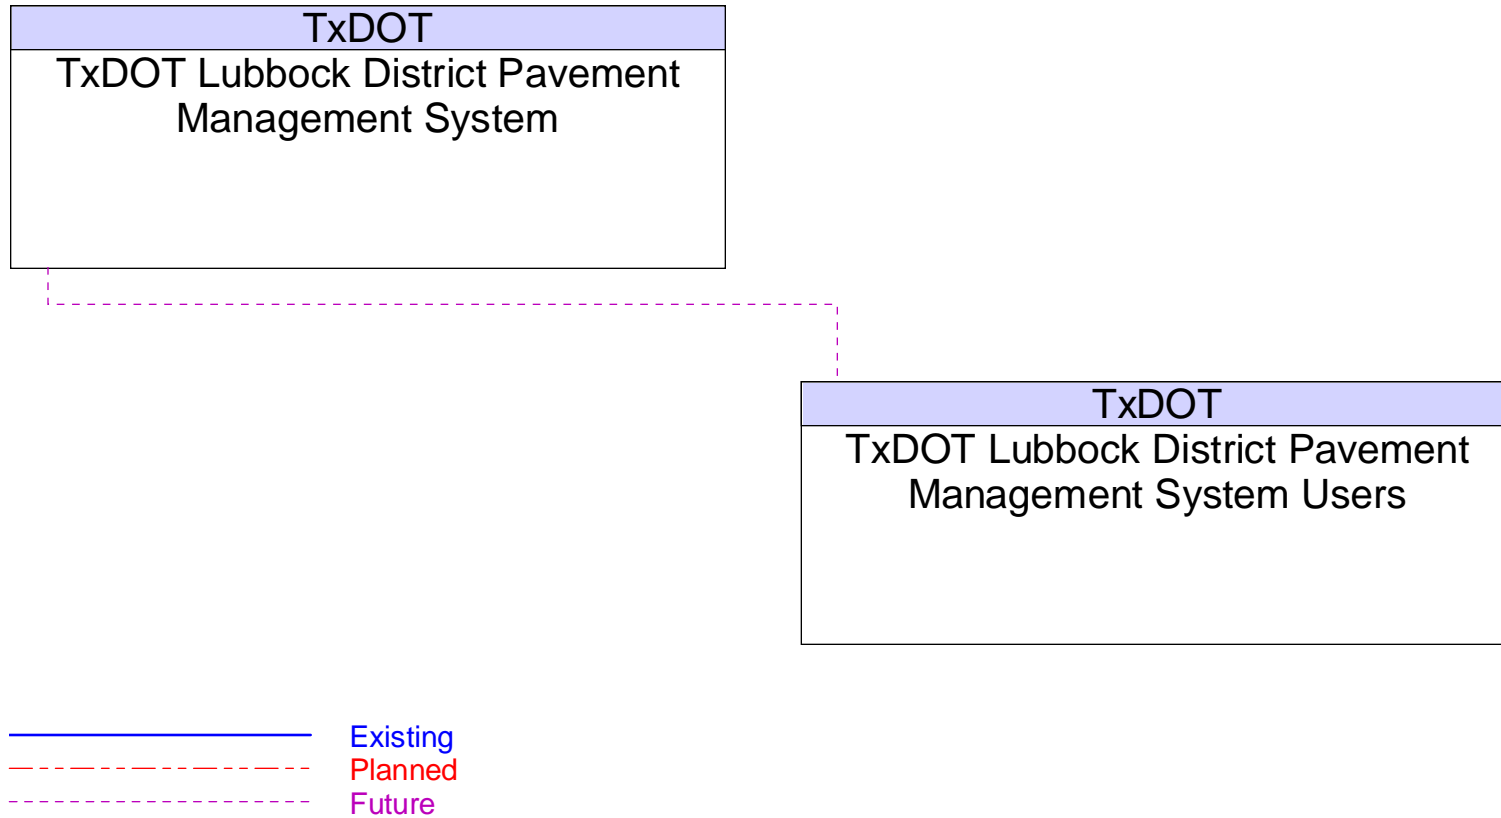 TxDOT
TxDOT Lubbock District Pavement
Management System
TxDOT
TxDOT Lubbock District Pavement
Management System Users
Existing
Planned
Future